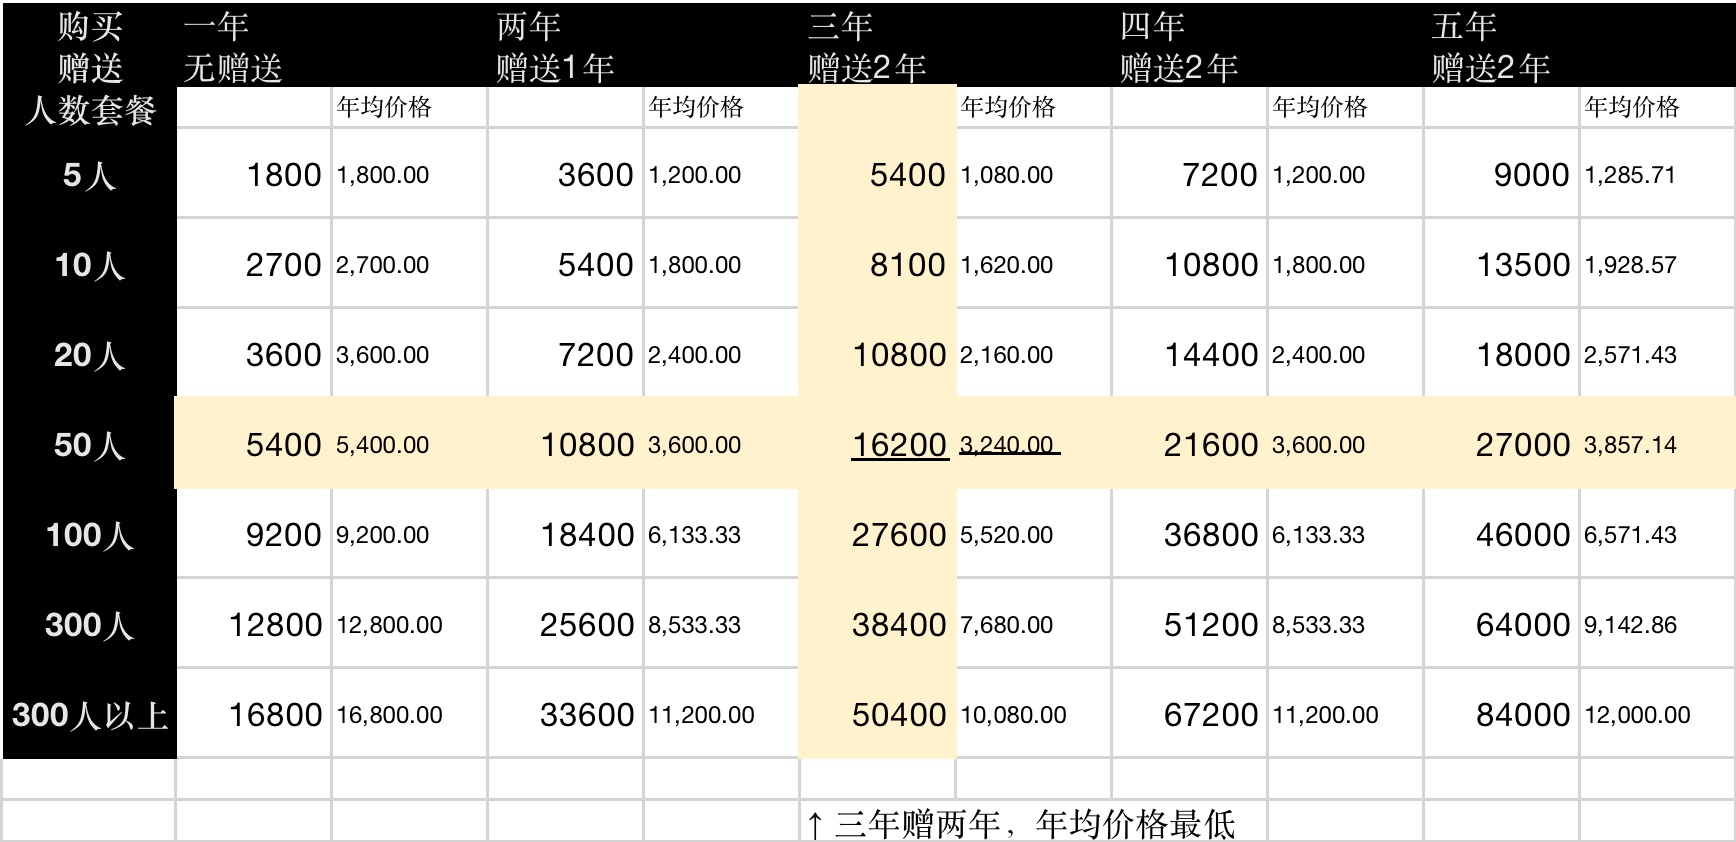 购买 一年 两年 三年 四年 五年
赠送 无赠送 赠送1年 赠送2年 赠送2年 赠送2年
人数套餐 年均价格 年均价格 年均价格 年均价格 年均价格
5人 1800 1,800.00 3600 1,200.00 5400 1,080.00 7200 1,200.00 9000 1,285.71
10人 2700 2,700.00 5400 1,800.00 8100 1,620.00 10800 1,800.00 13500 1,928.57
20人 3600 3,600.00 7200 2,400.00 10800 2,160.00 14400 2,400.00 18000 2,571.43
50人 5400 5,400.00 10800 3,600.00 16200 3,240.00 21600 3,600.00 27000 3,857.14
100人 9200 9,200.00 18400 6,133.33 27600 5,520.00 36800 6,133.33 46000 6,571.43
300人 12800 12,800.00 25600 8,533.33 38400 7,680.00 51200 8,533.33 64000 9,142.86
300人以上 16800 16,800.00 33600 11,200.00 50400 10,080.00 67200 11,200.00 84000 12,000.00
↑ 三年赠两年，年均价格最低